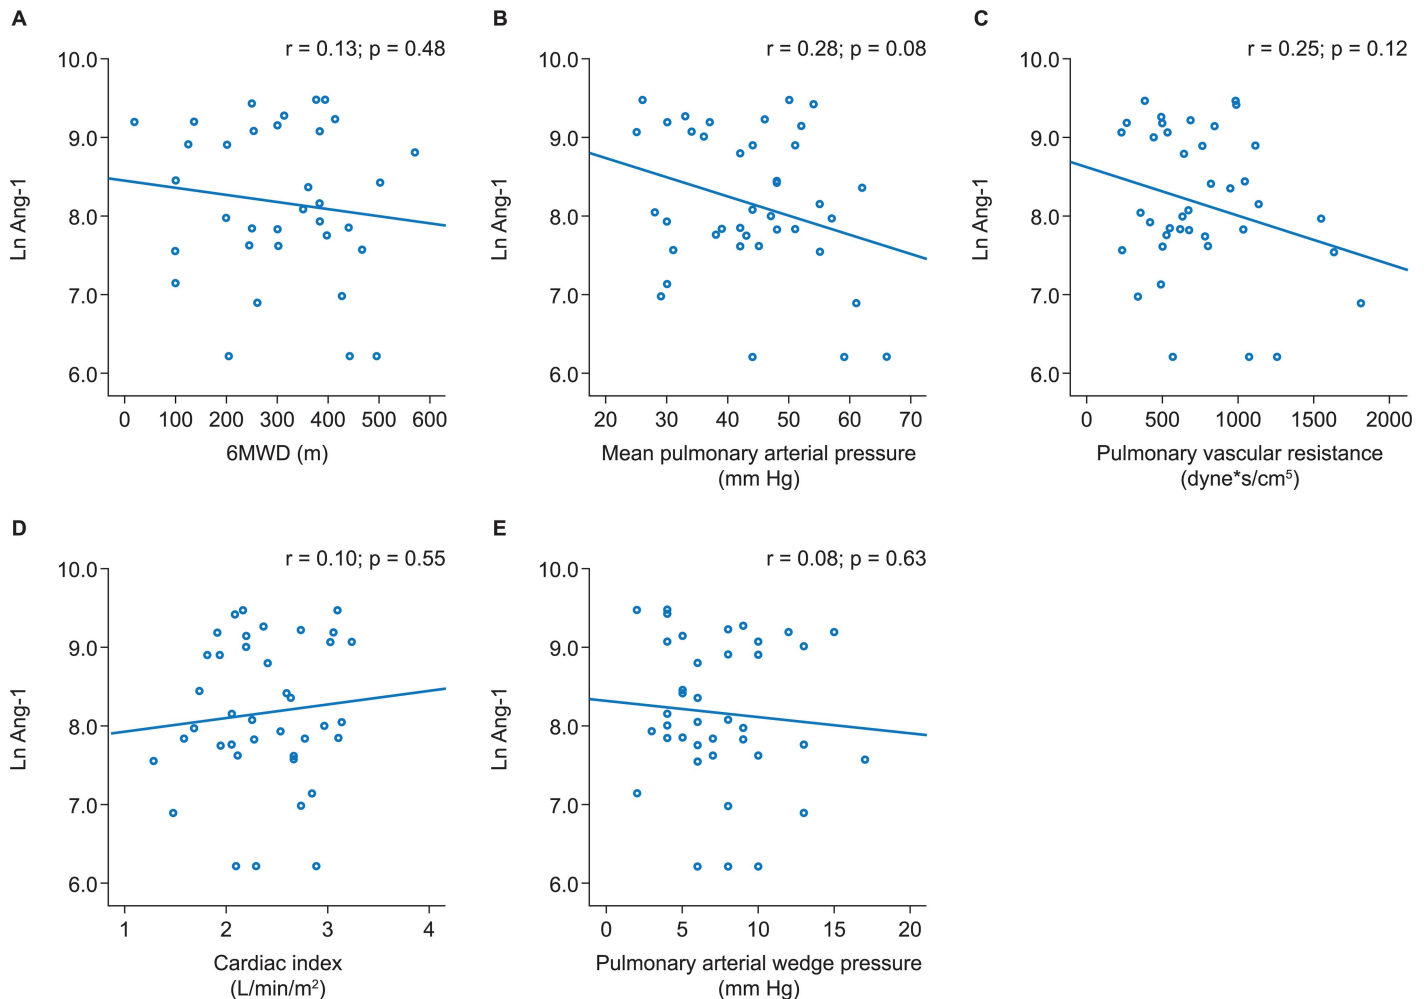 A
r = 0.13; p = 0.48
10.0
9.0
8.0
7.0
6.0
Ln Ang-1
0 100 200 300 400 500 600
6MWD (m)
B
r = 0.28; p = 0.08
10.0
9.0
8.0
7.0
6.0
Ln Ang-1
20 30 40 50 60 70
Mean pulmonary arterial pressure
(mm Hg)
C
r = 0.25; p = 0.12
10.0
9.0
8.0
7.0
6.0
Ln Ang-1
0 500 1000 1500 2000
Pulmonary vascular resistance
(dyne*s/cm⁵)
D
r = 0.10; p = 0.55
10.0
9.0
8.0
7.0
6.0
Ln Ang-1
1 2 3 4
Cardiac index
(L/min/m²)
E
r = 0.08; p = 0.63
10.0
9.0
8.0
7.0
6.0
Ln Ang-1
0 5 10 15 20
Pulmonary arterial wedge pressure
(mm Hg)